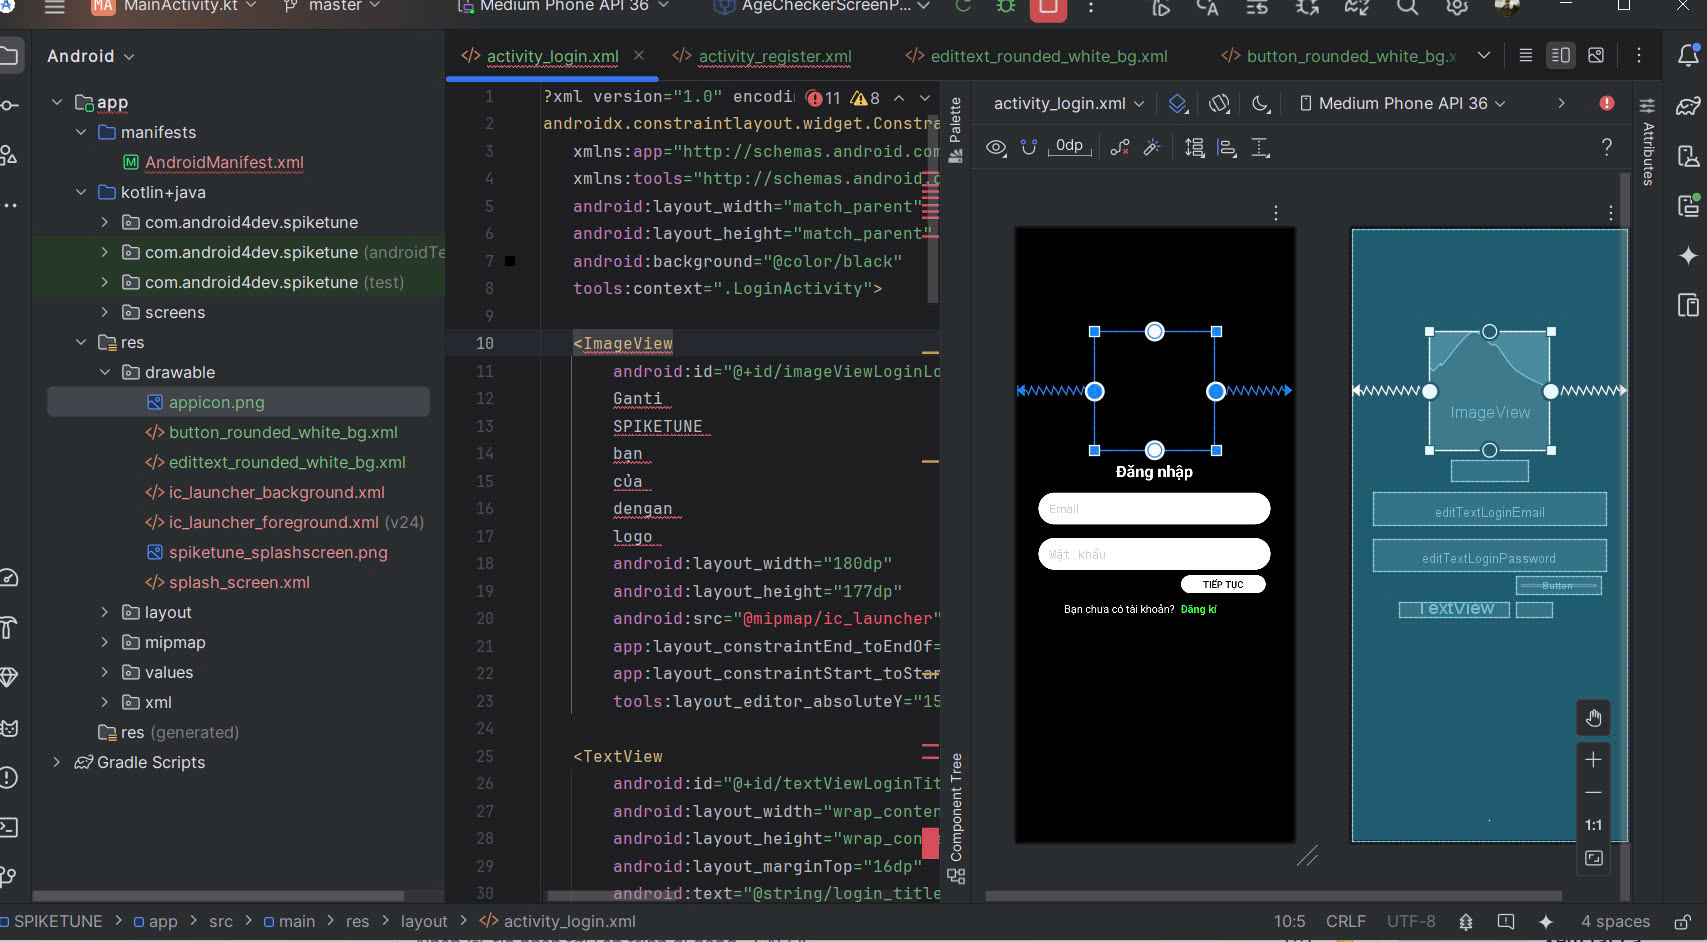 MA MainActivity.kt
master
Medium Phone API 36
AgeCheckerScreenP...
Android
app
manifests
AndroidManifest.xml
kotlin+java
com.android4dev.spiketune
com.android4dev.spiketune (androidTe
com.android4dev.spiketune (test)
screens
res
drawable
appicon.png
button_rounded_white_bg.xml
edittext_rounded_white_bg.xml
ic_launcher_background.xml
ic_launcher_foreground.xml (v24)
spiketune_splashscreen.png
splash_screen.xml
layout
mipmap
values
xml
res (generated)
Gradle Scripts
activity_login.xml
activity_register.xml
edittext_rounded_white_bg.xml
button_rounded_white_bg.x
11 8
1 ?xml version="1.0" encodi
2 androidx.constraintlayout.widget.Constra
3 xmlns:app="http://schemas.android.com
4 xmlns:tools="http://schemas.android.c
5 android:layout_width="match_parent"
6 android:layout_height="match_parent"
7 android:background="@color/black"
8 tools:context=".LoginActivity">
9
10 <ImageView
11 android:id="@+id/imageViewLoginLo
12 Ganti
13 SPIKETUNE
14 bạn
15 của
16 dengan
17 logo
18 android:layout_width="180dp"
19 android:layout_height="177dp"
20 android:src="@mipmap/ic_launcher"
21 app:layout_constraintEnd_toEndOf=
22 app:layout_constraintStart_toStar
23 tools:layout_editor_absoluteY="15
24
25 <TextView
26 android:id="@+id/textViewLoginTit
27 android:layout_width="wrap_conten
28 android:layout_height="wrap_con
29 android:layout_marginTop="16dp"
30 android:text="@string/login_title
Palette
Component Tree
activity_login.xml
Medium Phone API 36
0dp
?
Attributes
Đăng nhập
Email
Mật khẩu
TIẾP TỤC
Bạn chưa có tài khoản? Đăng kí
ImageView
editTextLoginEmail
editTextLoginPassword
Button
TextView
1:1
SPIKETUNE > app > src > main > res > layout > activity_login.xml
10:5 CRLF UTF-8 4 spaces